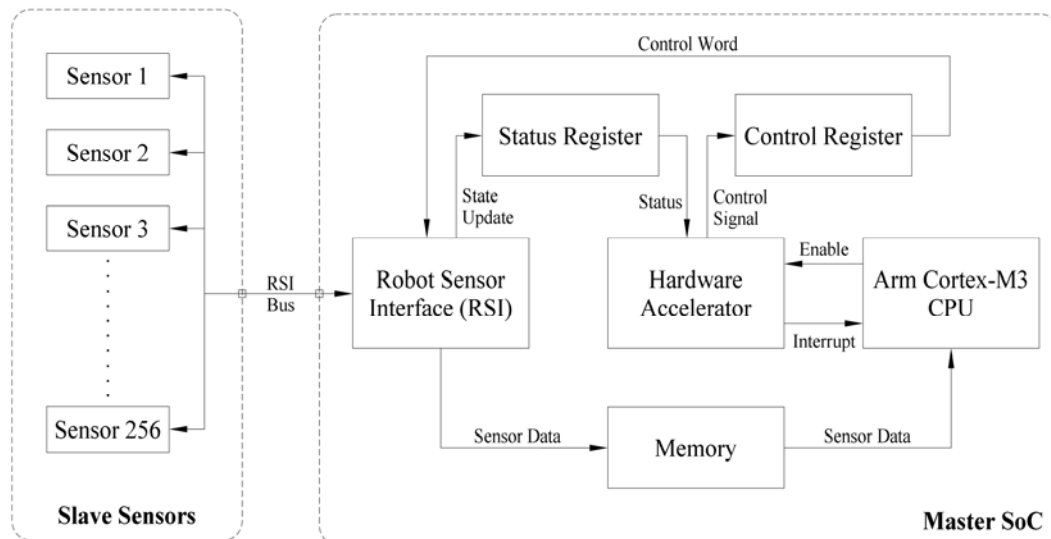 Sensor 1
Sensor 2
Sensor 3
Sensor 256
Slave Sensors
RSI
Bus
Control Word
Status Register
Control Register
State
Update
Status
Control
Signal
Robot Sensor
Interface (RSI)
Hardware
Accelerator
Enable
Interrupt
Arm Cortex-M3
CPU
Sensor Data
Memory
Sensor Data
Master SoC